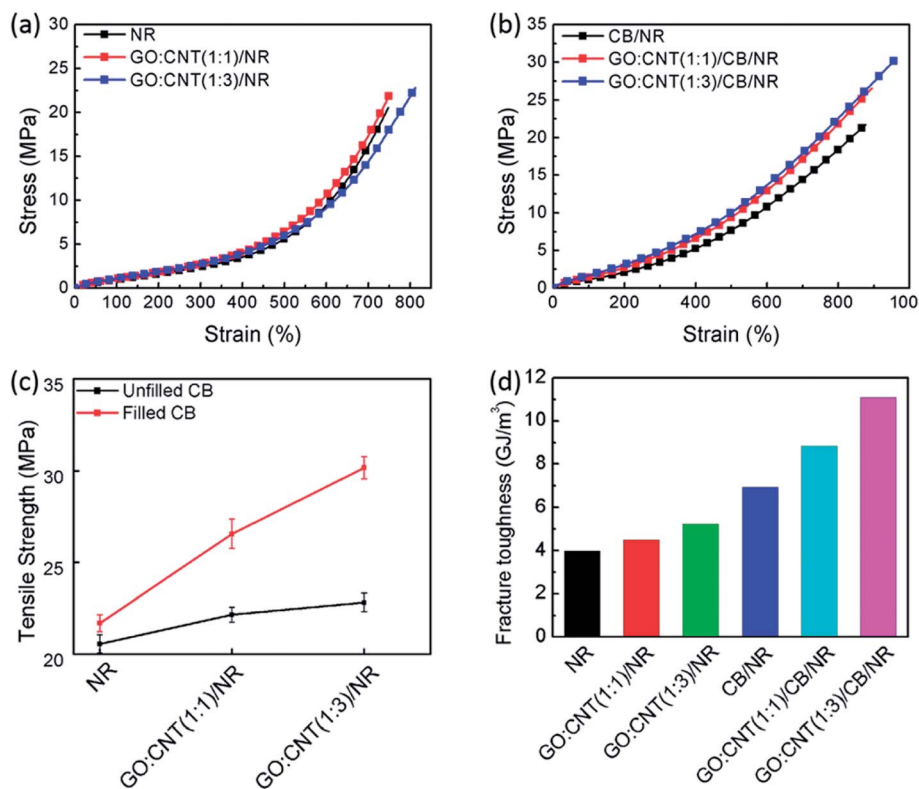 (a)
NR
GO:CNT(1:1)/NR
GO:CNT(1:3)/NR
30
25
20
15
10
5
0
Stress (MPa)
0 100 200 300 400 500 600 700 800
Strain (%)
(b)
CB/NR
GO:CNT(1:1)/CB/NR
GO:CNT(1:3)/CB/NR
35
30
25
20
15
10
5
0
Stress (MPa)
0 200 400 600 800 100
Strain (%)
(c)
Unfilled CB
Filled CB
35
30
25
20
Tensile Strength (MPa)
NR
GO:CNT(1:1)/NR
GO:CNT(1:3)/NR
(d)
12
10
8
6
4
2
0
Fracture toughness (GJ/m³)
NR
GO:CNT(1:1)/NR
GO:CNT(1:3)/NR
CB/NR
GO:CNT(1:1)/CB/NR
GO:CNT(1:3)/CB/NR